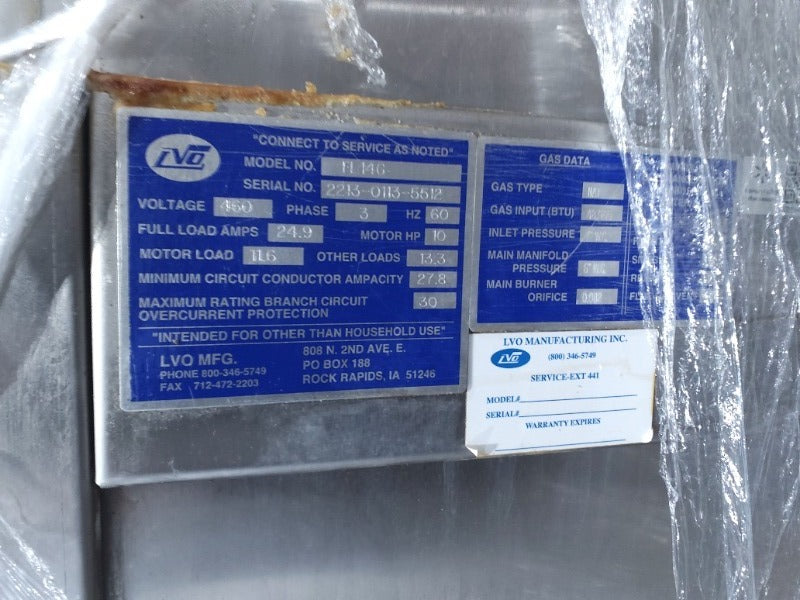 LVO
"CONNECT TO SERVICE AS NOTED"
MODEL NO. FL14G
SERIAL NO. 2213-0113-5512
VOLTAGE 460 PHASE 3 HZ 60
FULL LOAD AMPS 24.9 MOTOR HP 10
MOTOR LOAD 11.6 OTHER LOADS 13.3
MINIMUM CIRCUIT CONDUCTOR AMPACITY 27.8
MAXIMUM RATING BRANCH CIRCUIT 30
OVERCURRENT PROTECTION
"INTENDED FOR OTHER THAN HOUSEHOLD USE"
LVO MFG.
PHONE 800-346-5749
FAX 712-472-2203
808 N. 2ND AVE. E.
PO BOX 188
ROCK RAPIDS, IA 51246
GAS DATA
GAS TYPE NAT
GAS INPUT (BTU)
INLET PRESSURE
MAIN MANIFOLD
PRESSURE
MAIN BURNER
ORIFICE
LVO MANUFACTURING INC.
LVO (800) 346-5749
SERVICE-EXT 441
MODEL#
SERIAL#
WARRANTY EXPIRES